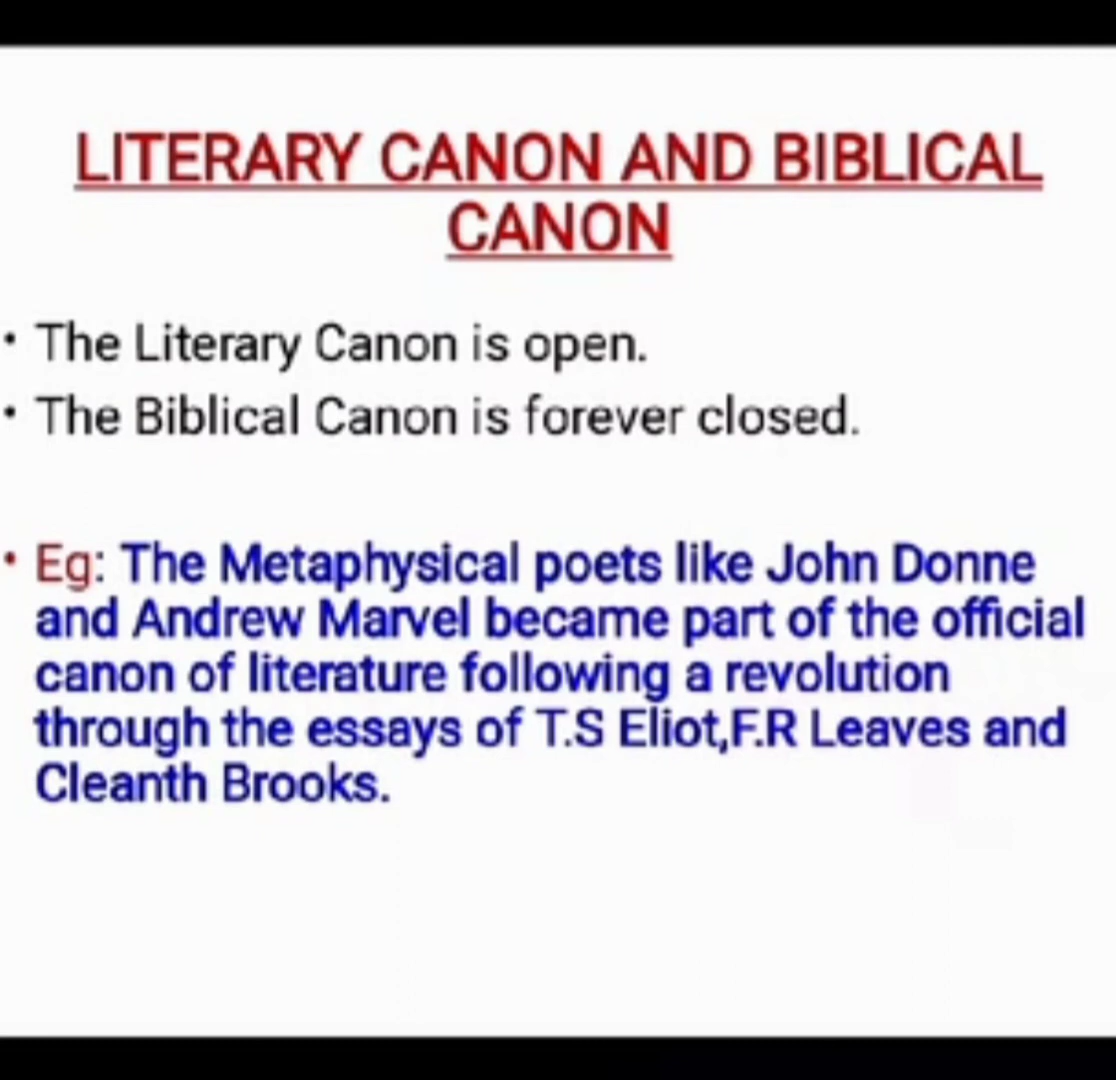 LITERARY CANON AND BIBLICAL
CANON
• The Literary Canon is open.
• The Biblical Canon is forever closed.
• Eg: The Metaphysical poets like John Donne
and Andrew Marvel became part of the official
canon of literature following a revolution
through the essays of T.S Eliot,F.R Leaves and
Cleanth Brooks.